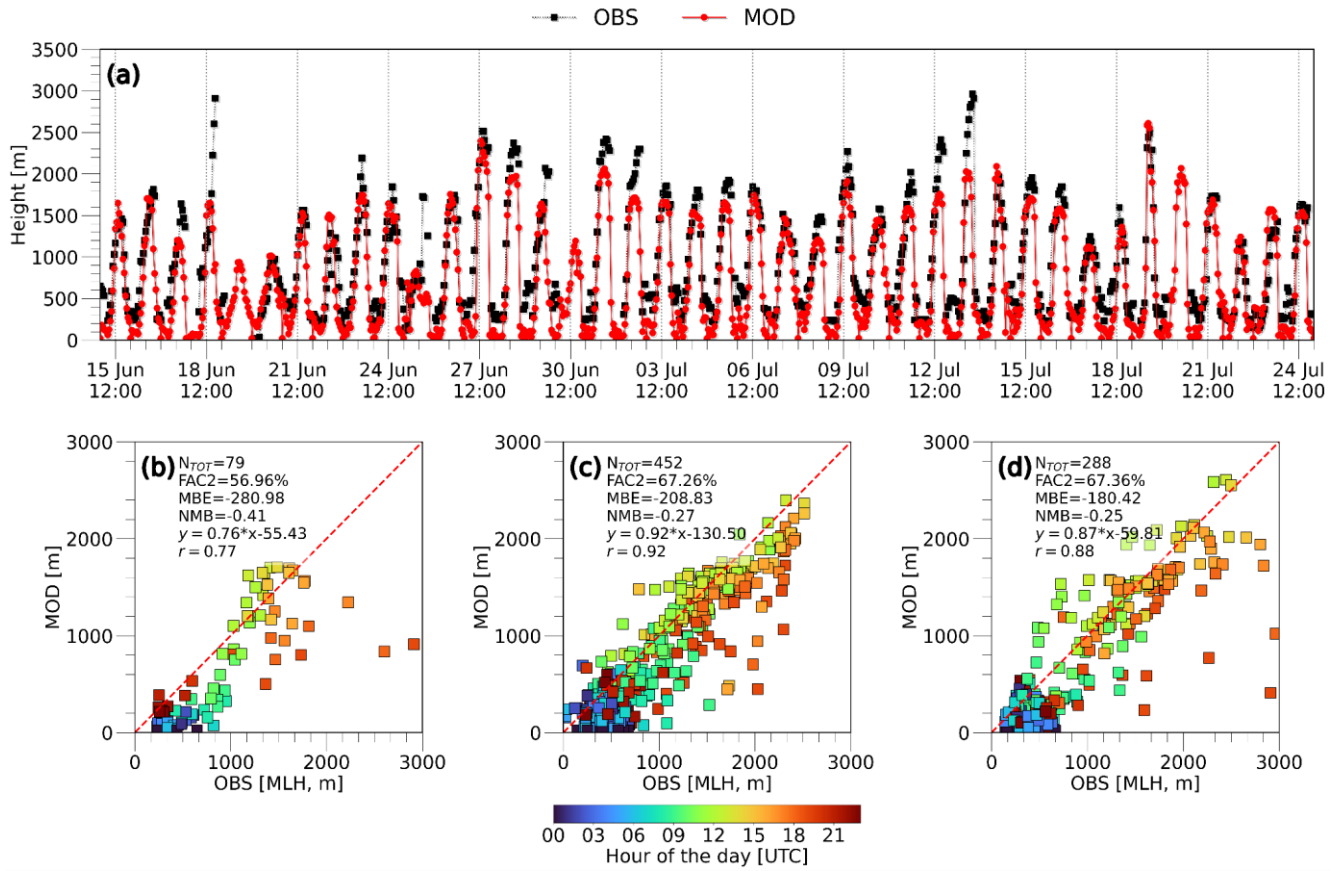 OBS MOD
(a)
Height [m]
3500
3000
2500
2000
1500
1000
500
0
15 Jun 18 Jun 21 Jun 24 Jun 27 Jun 30 Jun 03 Jul 06 Jul 09 Jul 12 Jul 15 Jul 18 Jul 21 Jul 24 Jul
12:00 12:00 12:00 12:00 12:00 12:00 12:00 12:00 12:00 12:00 12:00 12:00 12:00 12:00
(b)
N_TOT=79
FAC2=56.96%
MBE=-280.98
NMB=-0.41
y = 0.76*x-55.43
r = 0.77
MOD [m]
3000
2000
1000
0
0 1000 2000 3000
OBS [MLH, m]
(c)
N_TOT=452
FAC2=67.26%
MBE=-208.83
NMB=-0.27
y = 0.92*x-130.50
r = 0.92
MOD [m]
3000
2000
1000
0
0 1000 2000 3000
OBS [MLH, m]
(d)
N_TOT=288
FAC2=67.36%
MBE=-180.42
NMB=-0.25
y = 0.87*x-59.81
r = 0.88
MOD [m]
3000
2000
1000
0
0 1000 2000 3000
OBS [MLH, m]
00 03 06 09 12 15 18 21
Hour of the day [UTC]